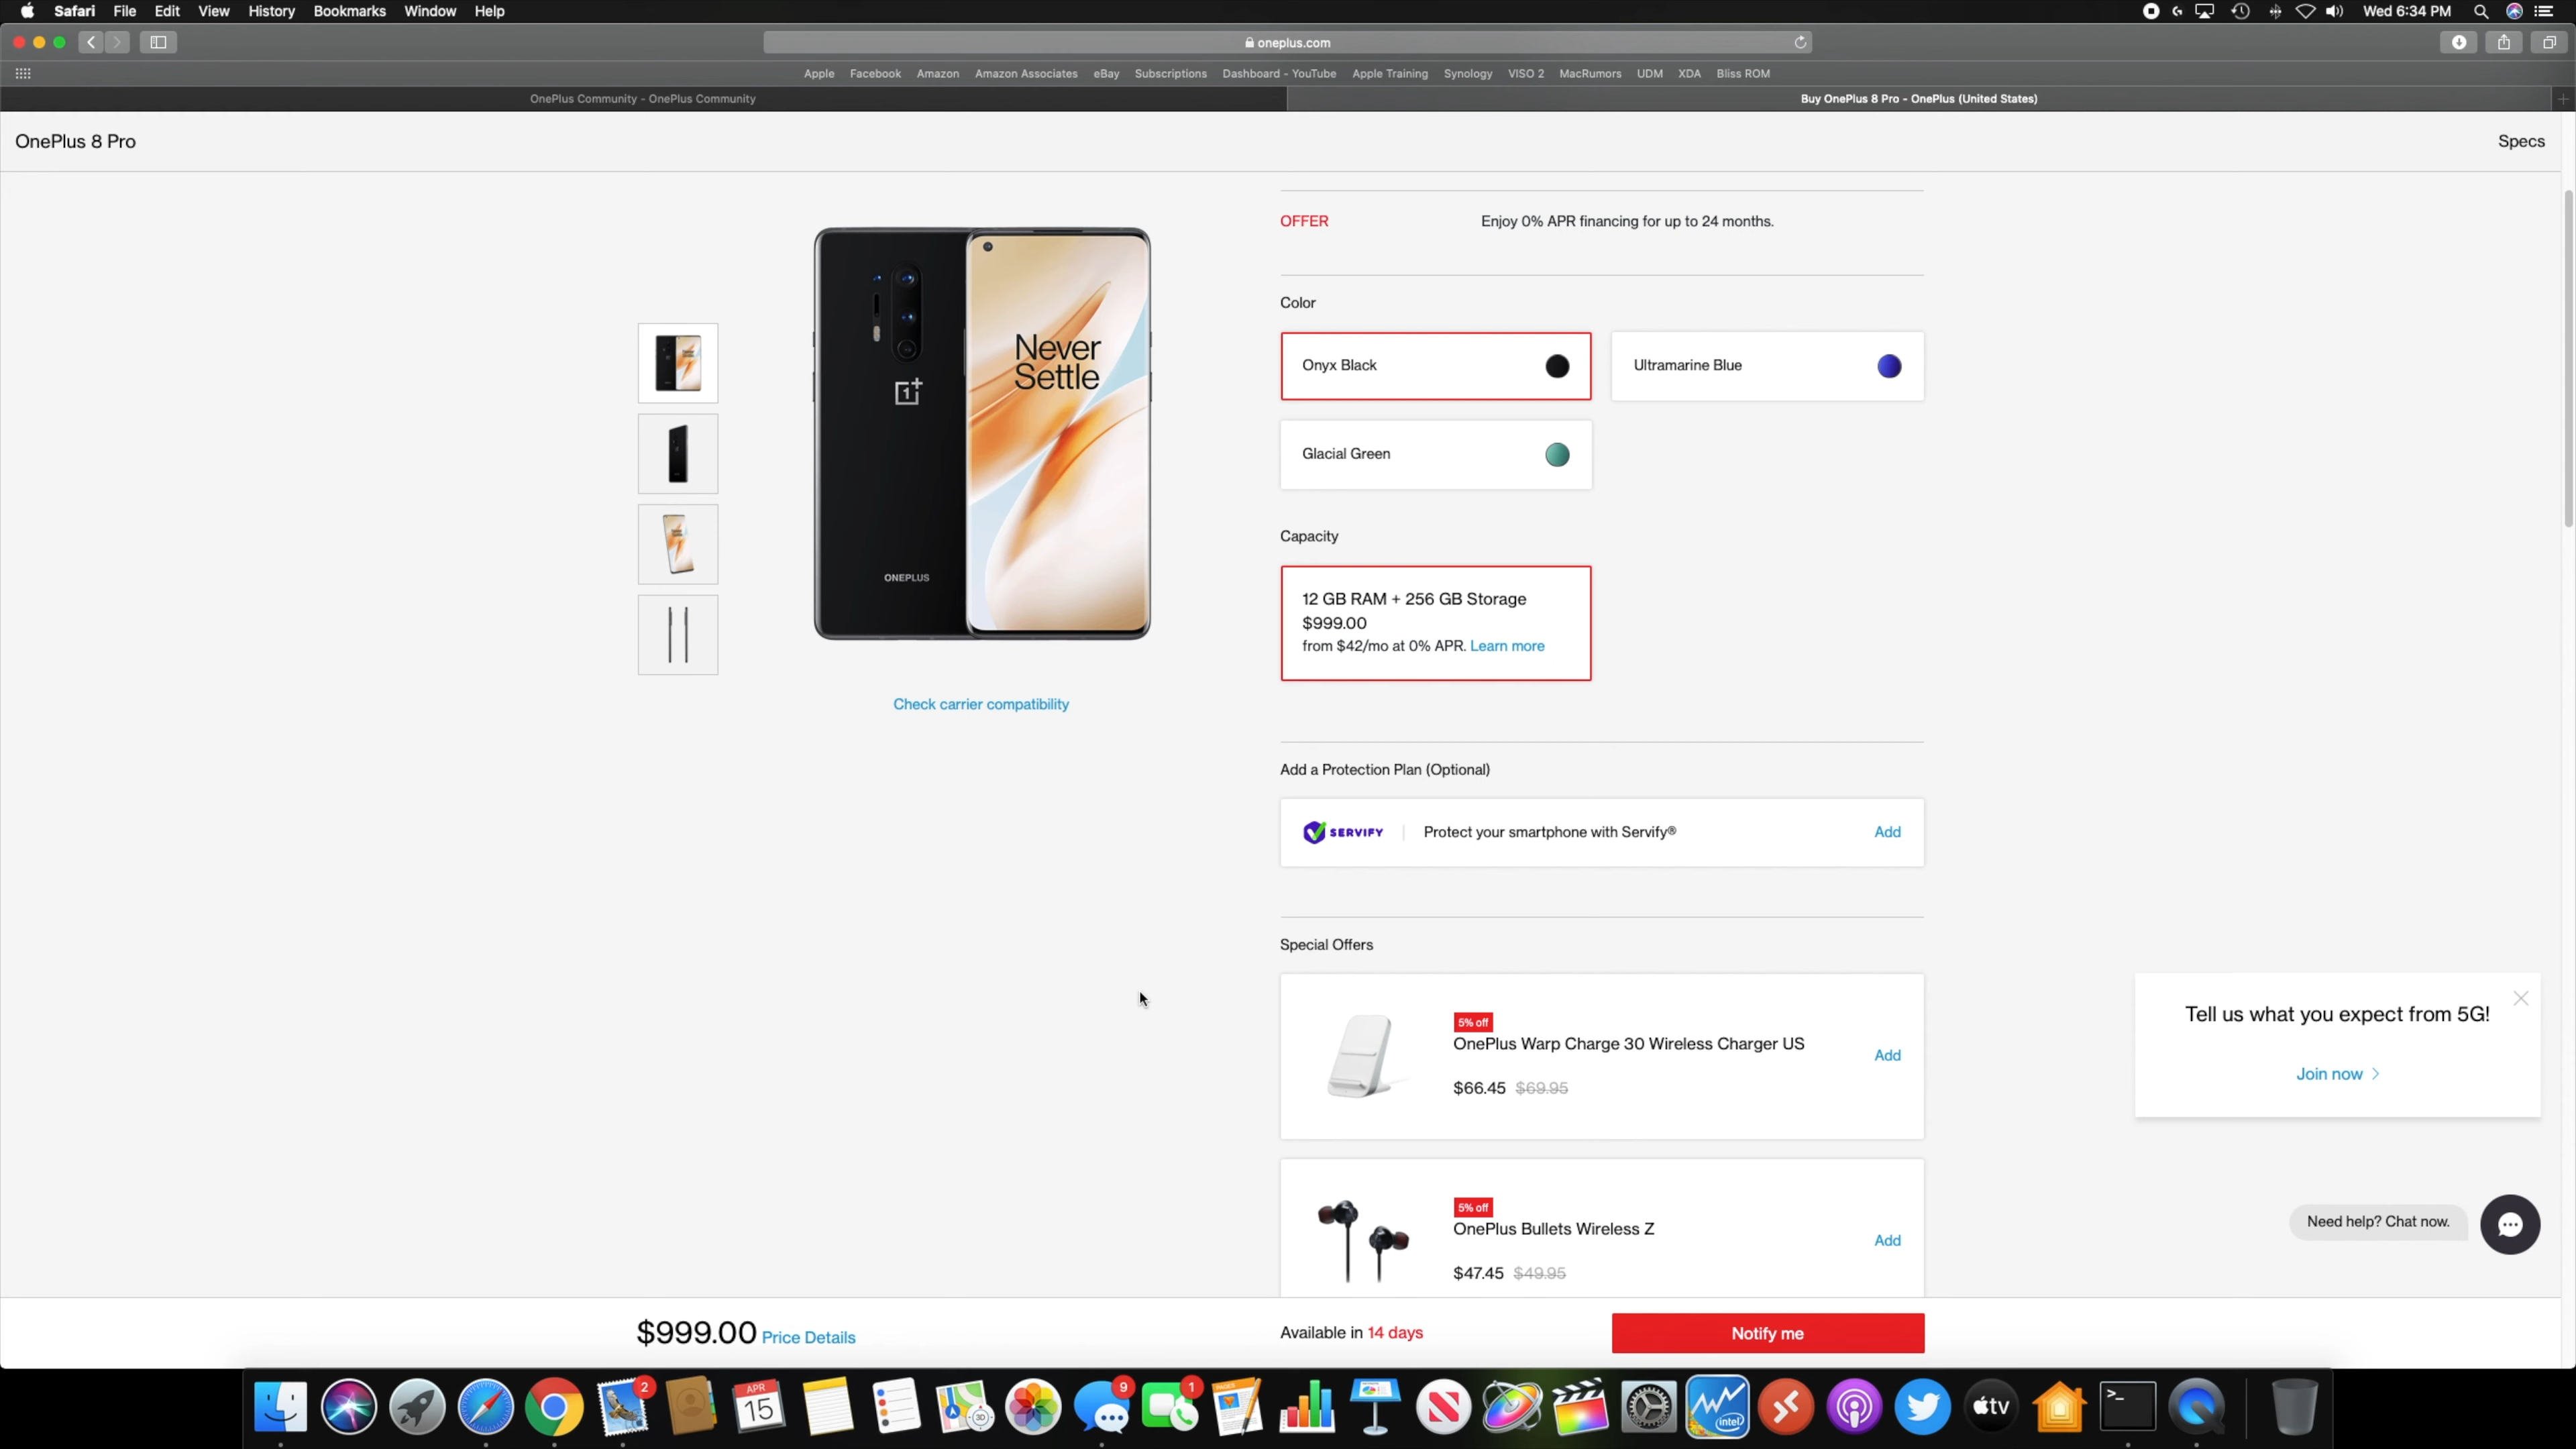 Safari File Edit View History Bookmarks Window Help
Wed 6:34 PM
oneplus.com
Apple Facebook Amazon Amazon Associates eBay Subscriptions Dashboard - YouTube Apple Training Synology VISO 2 MacRumors UDM XDA Bliss ROM
OnePlus Community - OnePlus Community
Buy OnePlus 8 Pro - OnePlus (United States)
OnePlus 8 Pro
Specs
OFFER
Enjoy 0% APR financing for up to 24 months.
Never
Settle
ONEPLUS
Check carrier compatibility
Color
Onyx Black
Ultramarine Blue
Glacial Green
Capacity
12 GB RAM + 256 GB Storage
$999.00
from $42/mo at 0% APR. Learn more
Add a Protection Plan (Optional)
SERVIFY
Protect your smartphone with Servify®
Add
Special Offers
5% off
OnePlus Warp Charge 30 Wireless Charger US
Add
$66.45 $69.95
5% off
OnePlus Bullets Wireless Z
Add
$47.45 $49.95
Tell us what you expect from 5G!
Join now
Need help? Chat now.
$999.00 Price Details
Available in 14 days
Notify me
2
APR
15
3D
9
1
PAGES
intel
tv
>_